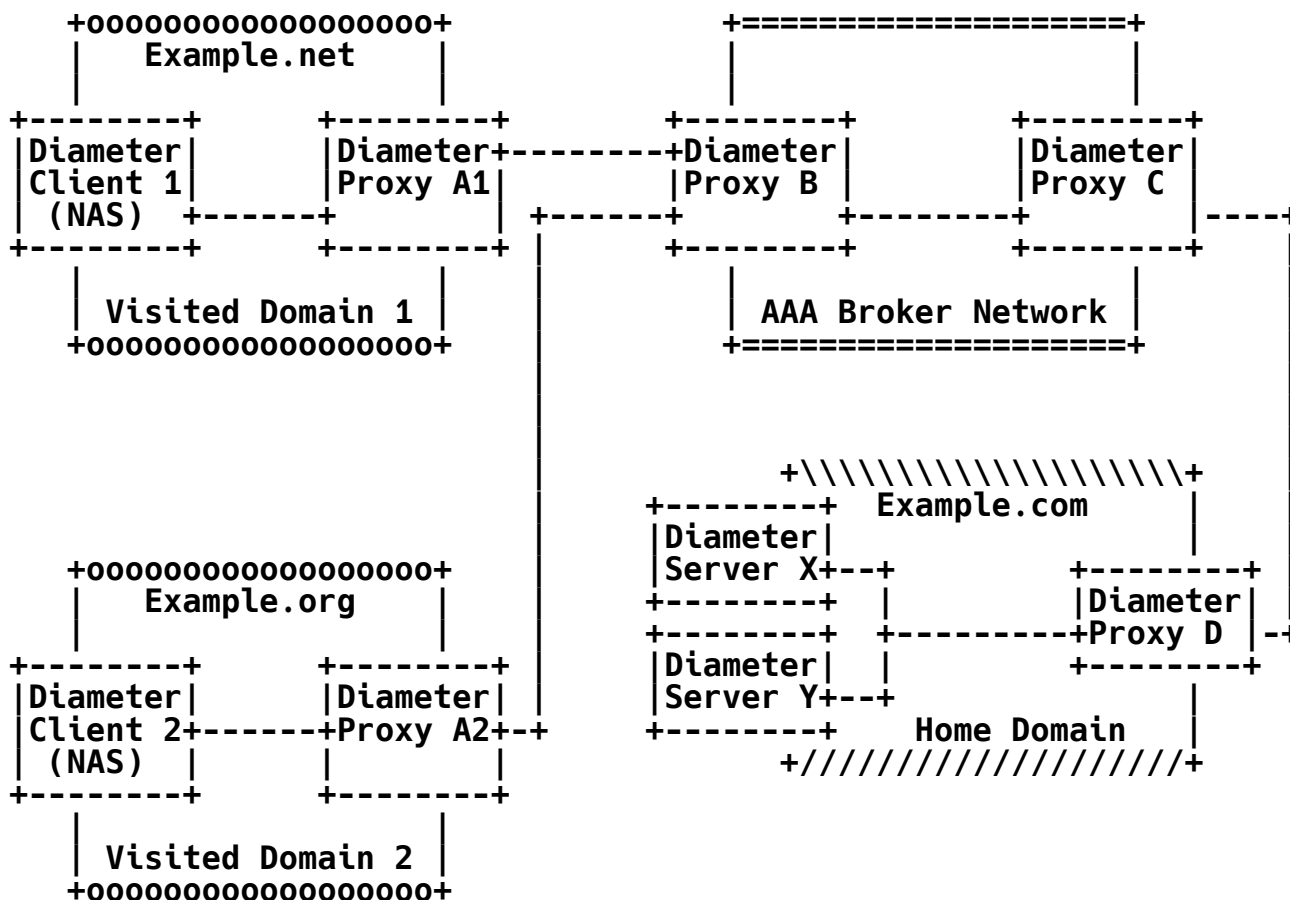 Example.net
Diameter
Client 1
(NAS)
Diameter
Proxy A1
Visited Domain 1
Diameter
Proxy B
Diameter
Proxy C
AAA Broker Network
Example.org
Diameter
Client 2
(NAS)
Diameter
Proxy A2
Visited Domain 2
Example.com
Diameter
Server X
Diameter
Server Y
Diameter
Proxy D
Home Domain